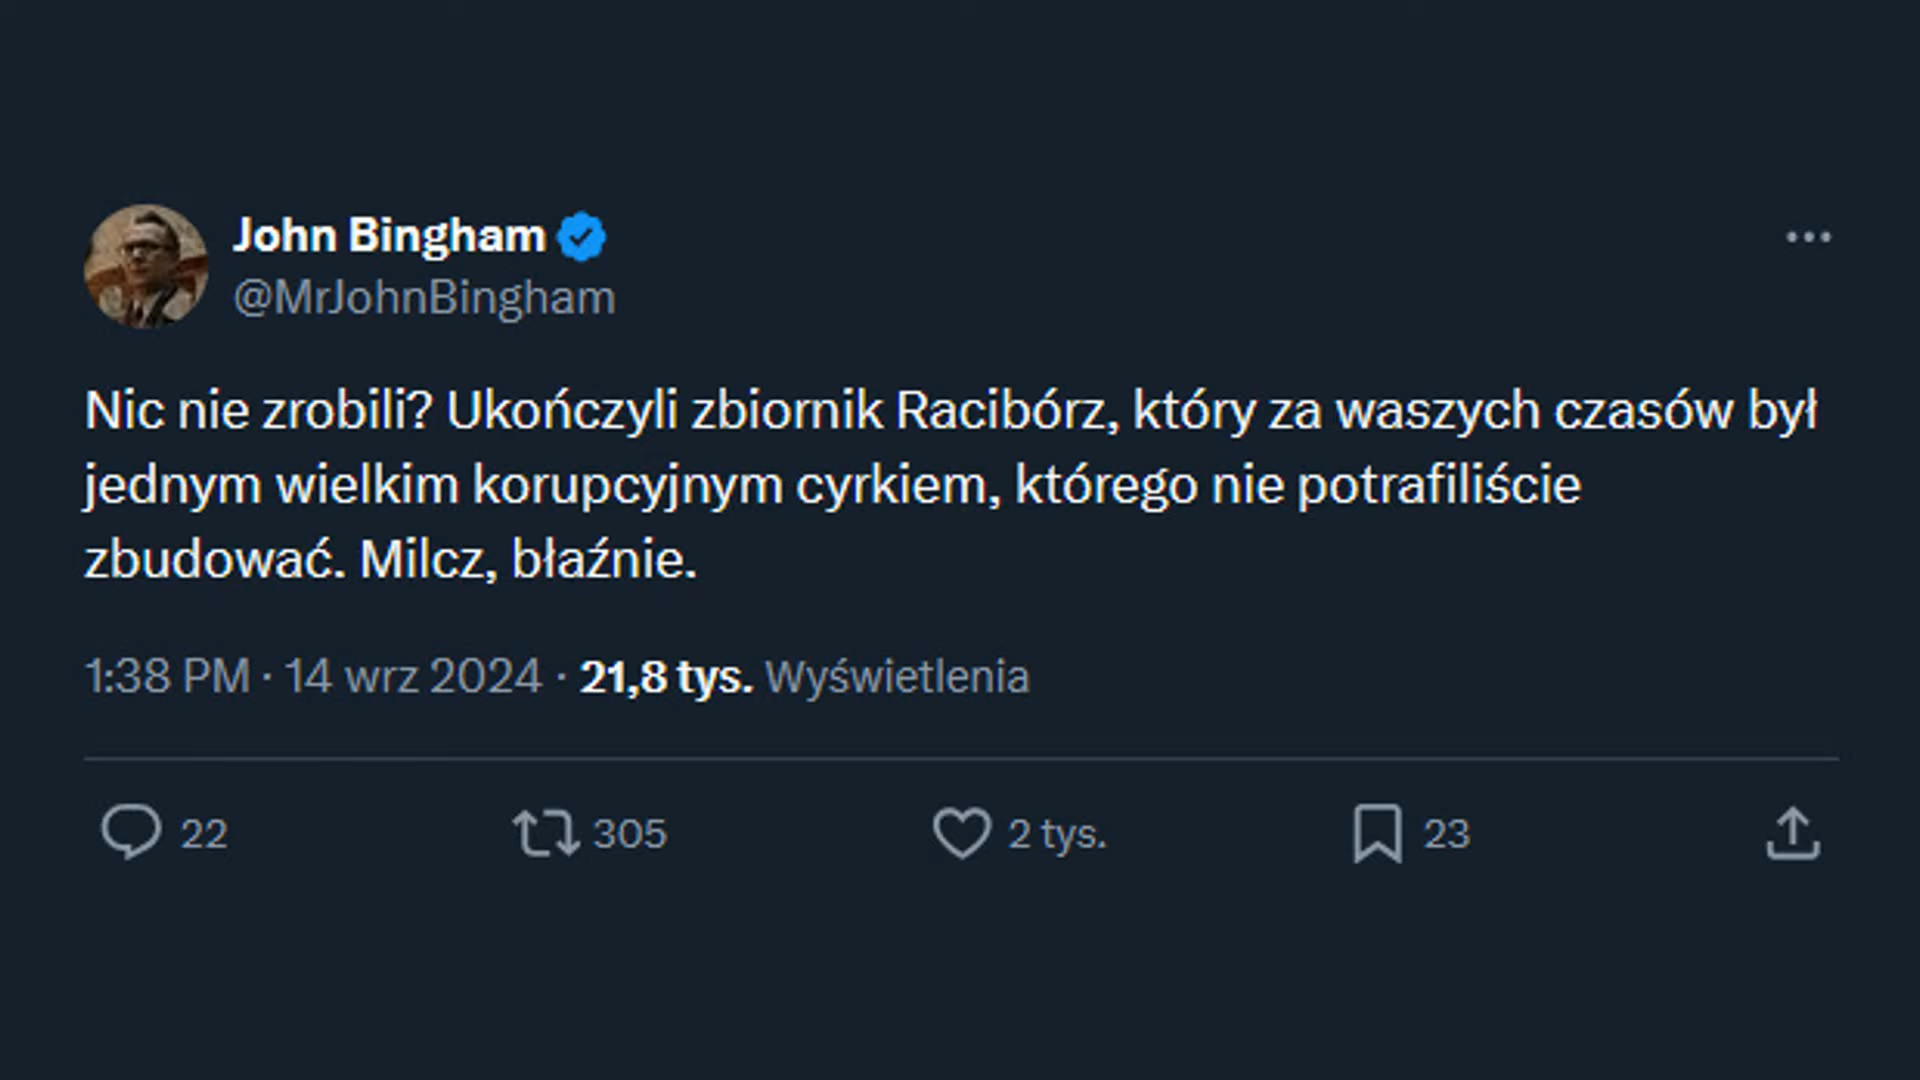 John Bingham
@MrJohnBingham
Nic nie zrobili? Ukończyli zbiornik Racibórz, który za waszych czasów był
jednym wielkim korupcyjnym cyrkiem, którego nie potrafiliście
zbudować. Milcz, błaźnie.
1:38 PM · 14 wrz 2024 · 21,8 tys. Wyświetlenia
22 305 2 tys. 23